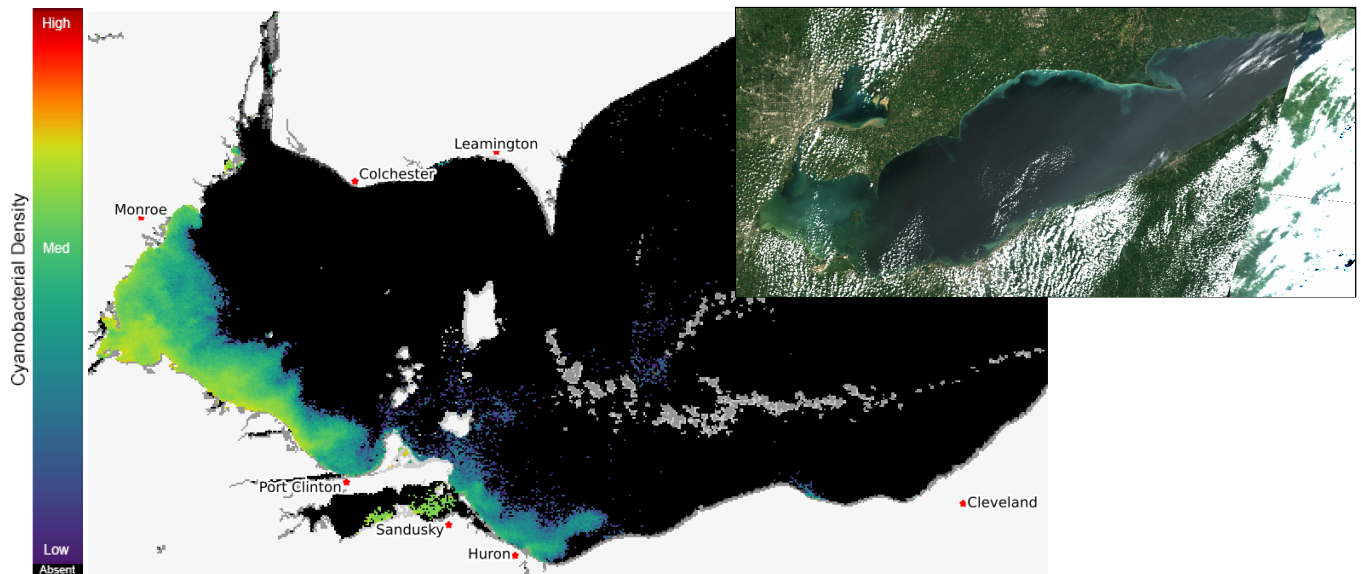 High
Cyanobacterial Density
Med
Low
Absent
Leamington
Colchester
Monroe
Port Clinton
Sandusky
Huron
Cleveland